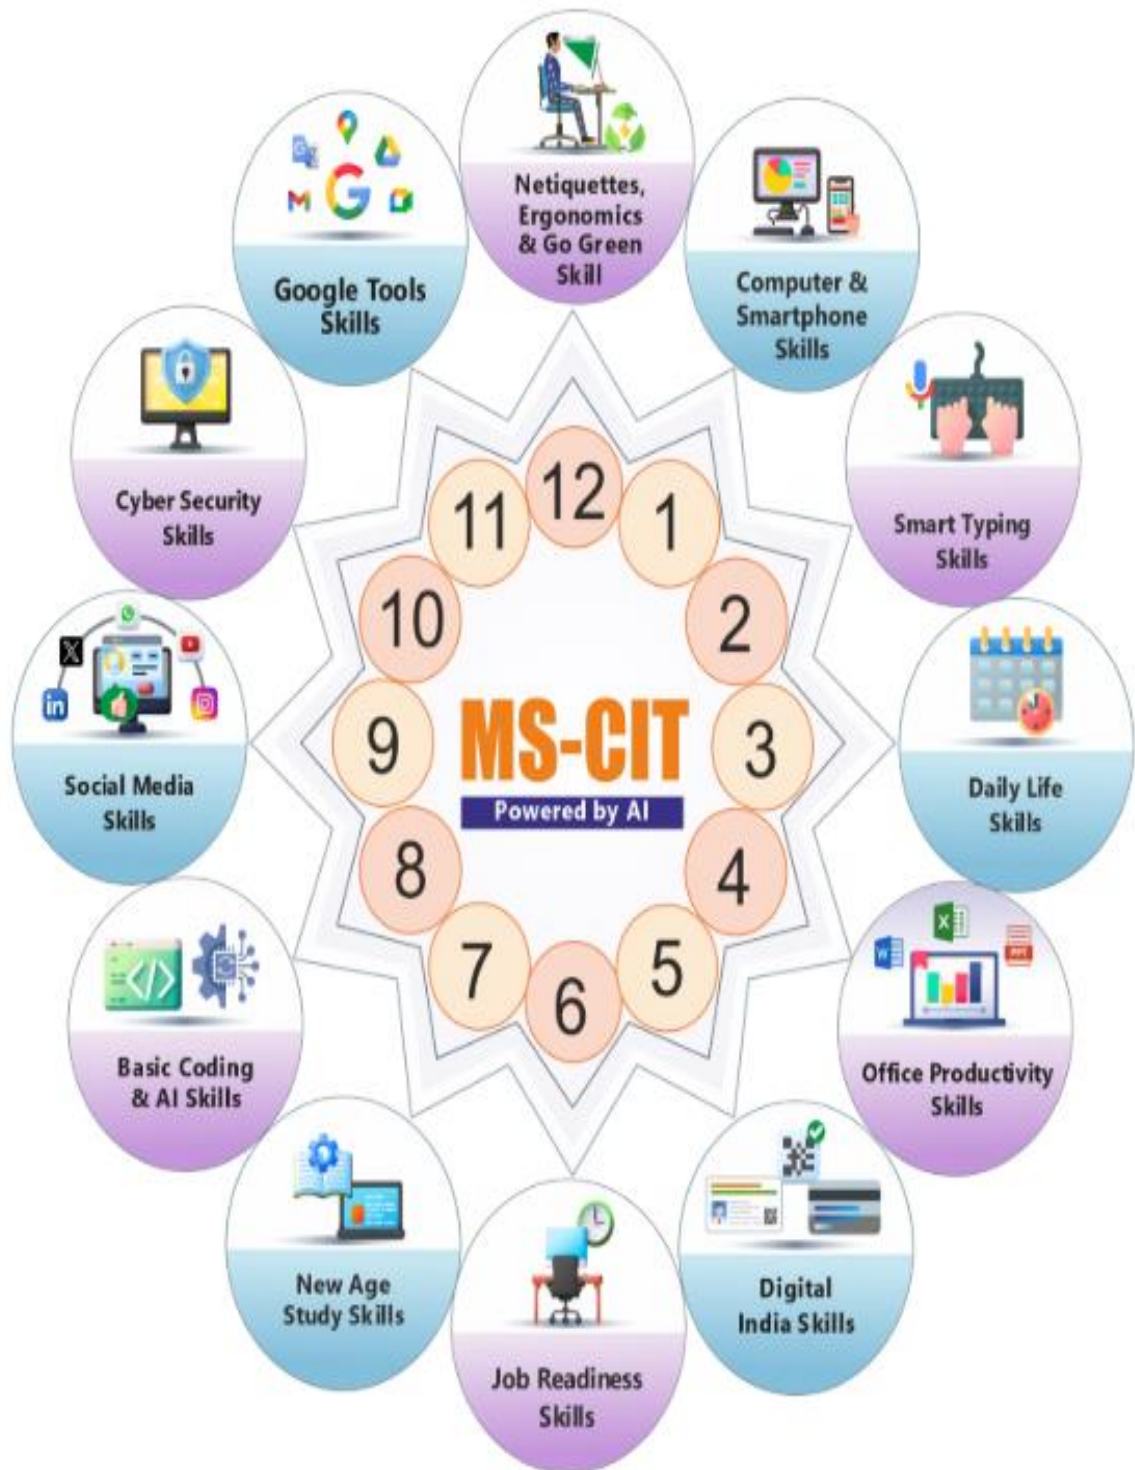 Netiquettes,
Ergonomics
& Go Green
Skill
Computer &
Smartphone
Skills
Smart Typing
Skills
Daily Life
Skills
Office Productivity
Skills
Digital
India Skills
Job Readiness
Skills
New Age
Study Skills
Basic Coding
& AI Skills
Social Media
Skills
Cyber Security
Skills
Google Tools
Skills
12
1
2
3
4
5
6
7
8
9
10
11
MS-CIT
Powered by AI